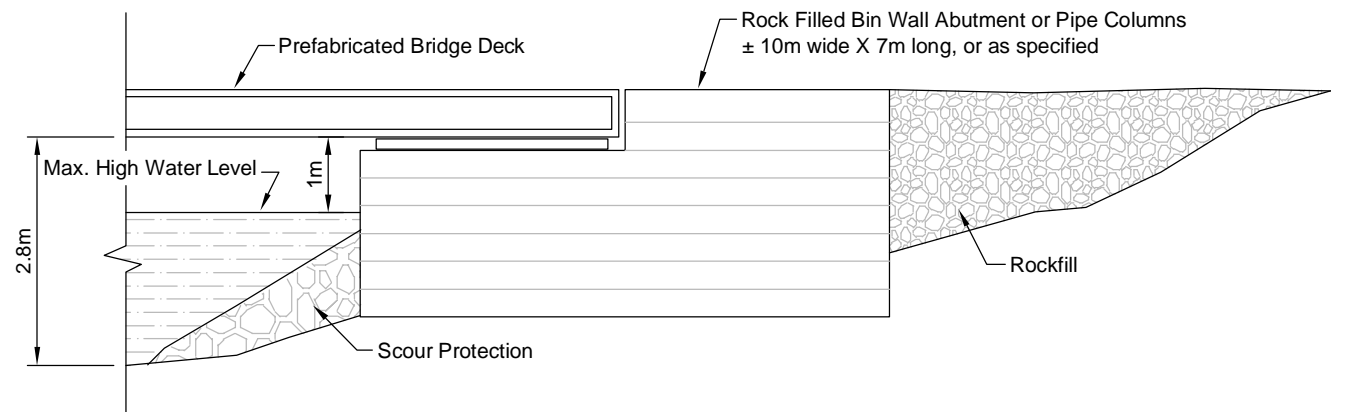 Rock Filled Bin Wall Abutment or Pipe Columns
± 10m wide X 7m long, or as specified
Prefabricated Bridge Deck
Max. High Water Level
1m
2.8m
Rockfill
Scour Protection